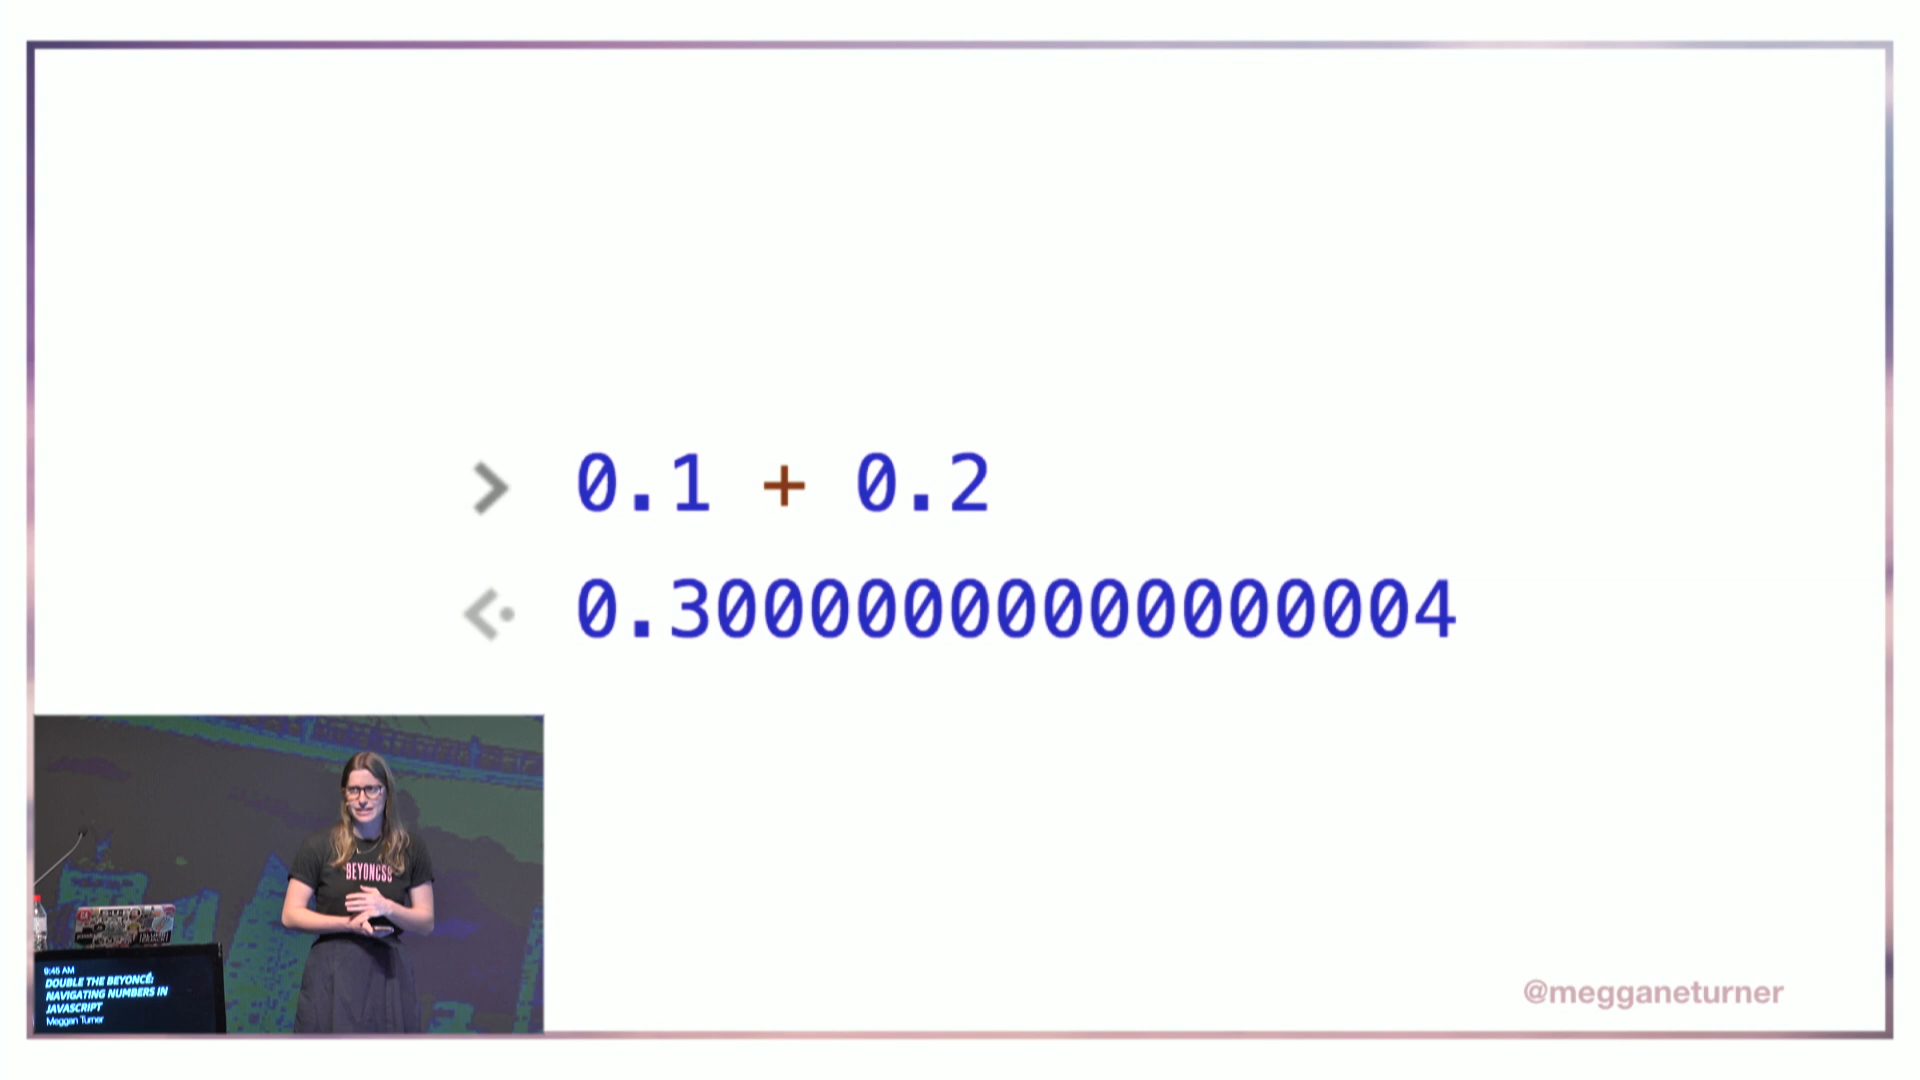 > 0.1 + 0.2
0.30000000000000004
9:45 AM
DOUBLE THE BEYONCÉ:
NAVIGATING NUMBERS IN
JAVASCRIPT
Meggan Turner
@megganeturner